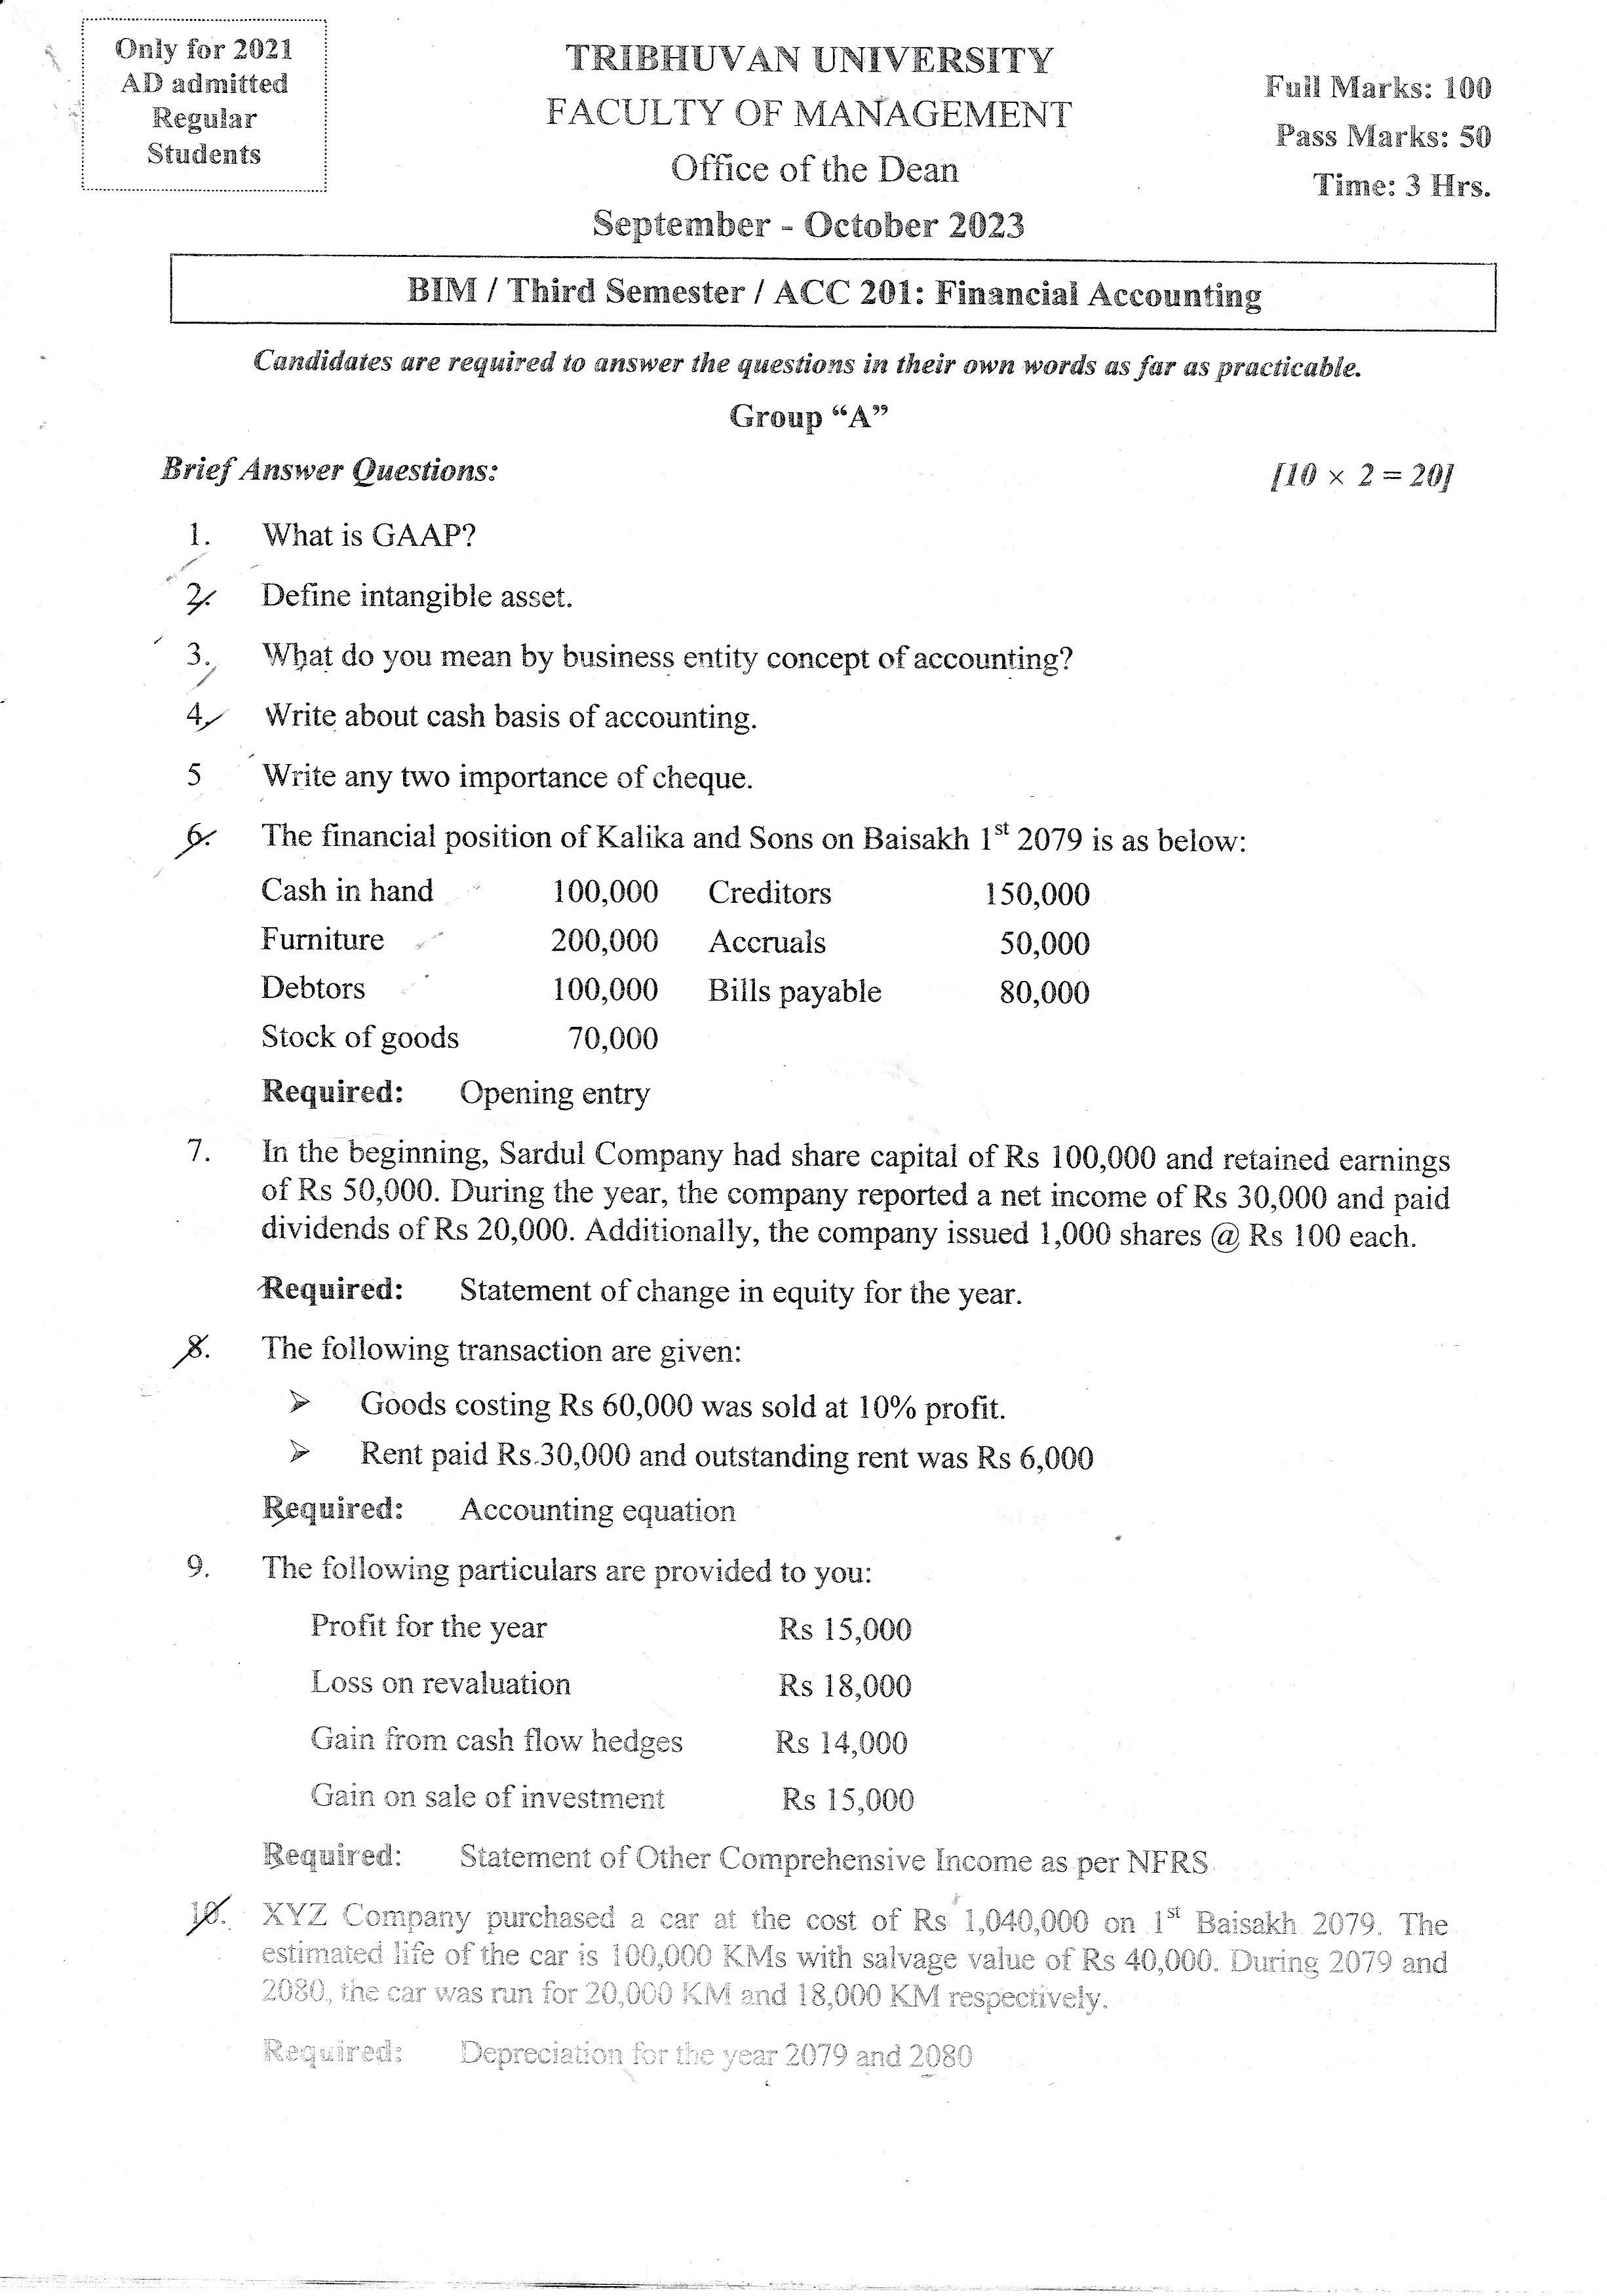 Only for 2021
AD admitted
Regular
Students
TRIBHUVAN UNIVERSITY
FACULTY OF MANAGEMENT
Office of the Dean
September - October 2023
Full Marks: 100
Pass Marks: 50
Time: 3 Hrs.
BIM / Third Semester / ACC 201: Financial Accounting
Candidates are required to answer the questions in their own words as far as practicable.
Group “A”
Brief Answer Questions: [10 × 2 = 20]
1. What is GAAP?
2. Define intangible asset.
3. What do you mean by business entity concept of accounting?
4. Write about cash basis of accounting.
5 Write any two importance of cheque.
6. The financial position of Kalika and Sons on Baisakh 1st 2079 is as below:
Cash in hand 100,000 Creditors 150,000
Furniture 200,000 Accruals 50,000
Debtors 100,000 Bills payable 80,000
Stock of goods 70,000
Required: Opening entry
7. In the beginning, Sardul Company had share capital of Rs 100,000 and retained earnings
of Rs 50,000. During the year, the company reported a net income of Rs 30,000 and paid
dividends of Rs 20,000. Additionally, the company issued 1,000 shares @ Rs 100 each.
Required: Statement of change in equity for the year.
8. The following transaction are given:
➢ Goods costing Rs 60,000 was sold at 10% profit.
➢ Rent paid Rs.30,000 and outstanding rent was Rs 6,000
Required: Accounting equation
9. The following particulars are provided to you:
Profit for the year Rs 15,000
Loss on revaluation Rs 18,000
Gain from cash flow hedges Rs 14,000
Gain on sale of investment Rs 15,000
Required: Statement of Other Comprehensive Income as per NFRS
10. XYZ Company purchased a car at the cost of Rs 1,040,000 on 1st Baisakh 2079. The
estimated life of the car is 100,000 KMs with salvage value of Rs 40,000. During 2079 and
2080, the car was run for 20,000 KM and 18,000 KM respectively.
Required: Depreciation for the year 2079 and 2080